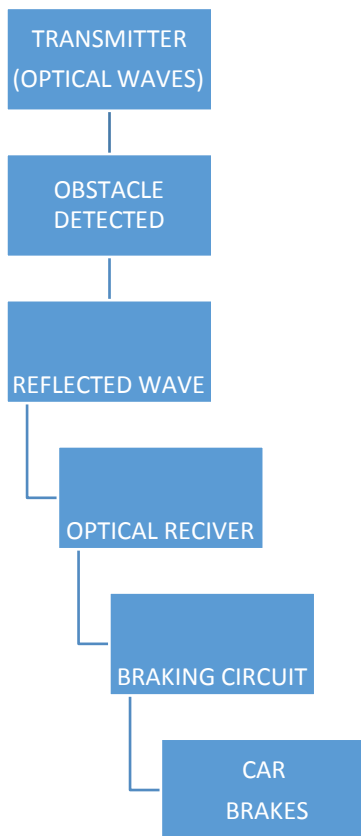 TRANSMITTER
(OPTICAL WAVES)
OBSTACLE
DETECTED
REFLECTED WAVE
OPTICAL RECIVER
BRAKING CIRCUIT
CAR
BRAKES